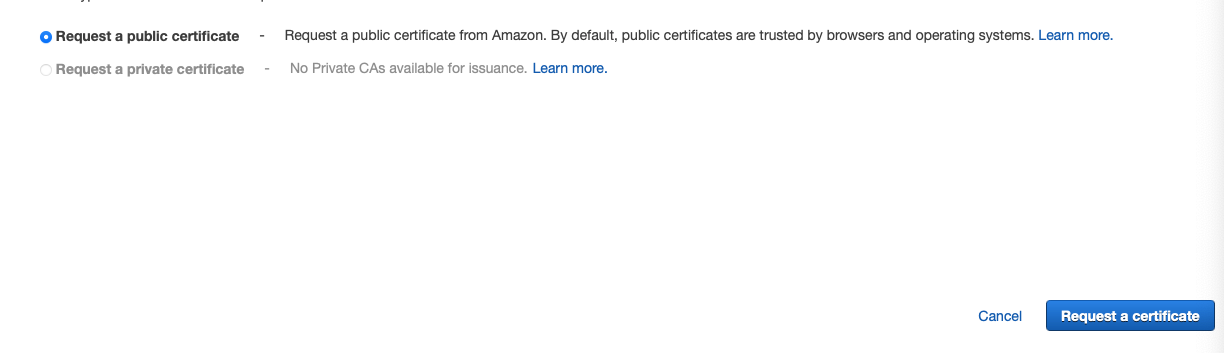 Request a public certificate - Request a public certificate from Amazon. By default, public certificates are trusted by browsers and operating systems. Learn more.
Request a private certificate - No Private CAs available for issuance. Learn more.
Cancel Request a certificate